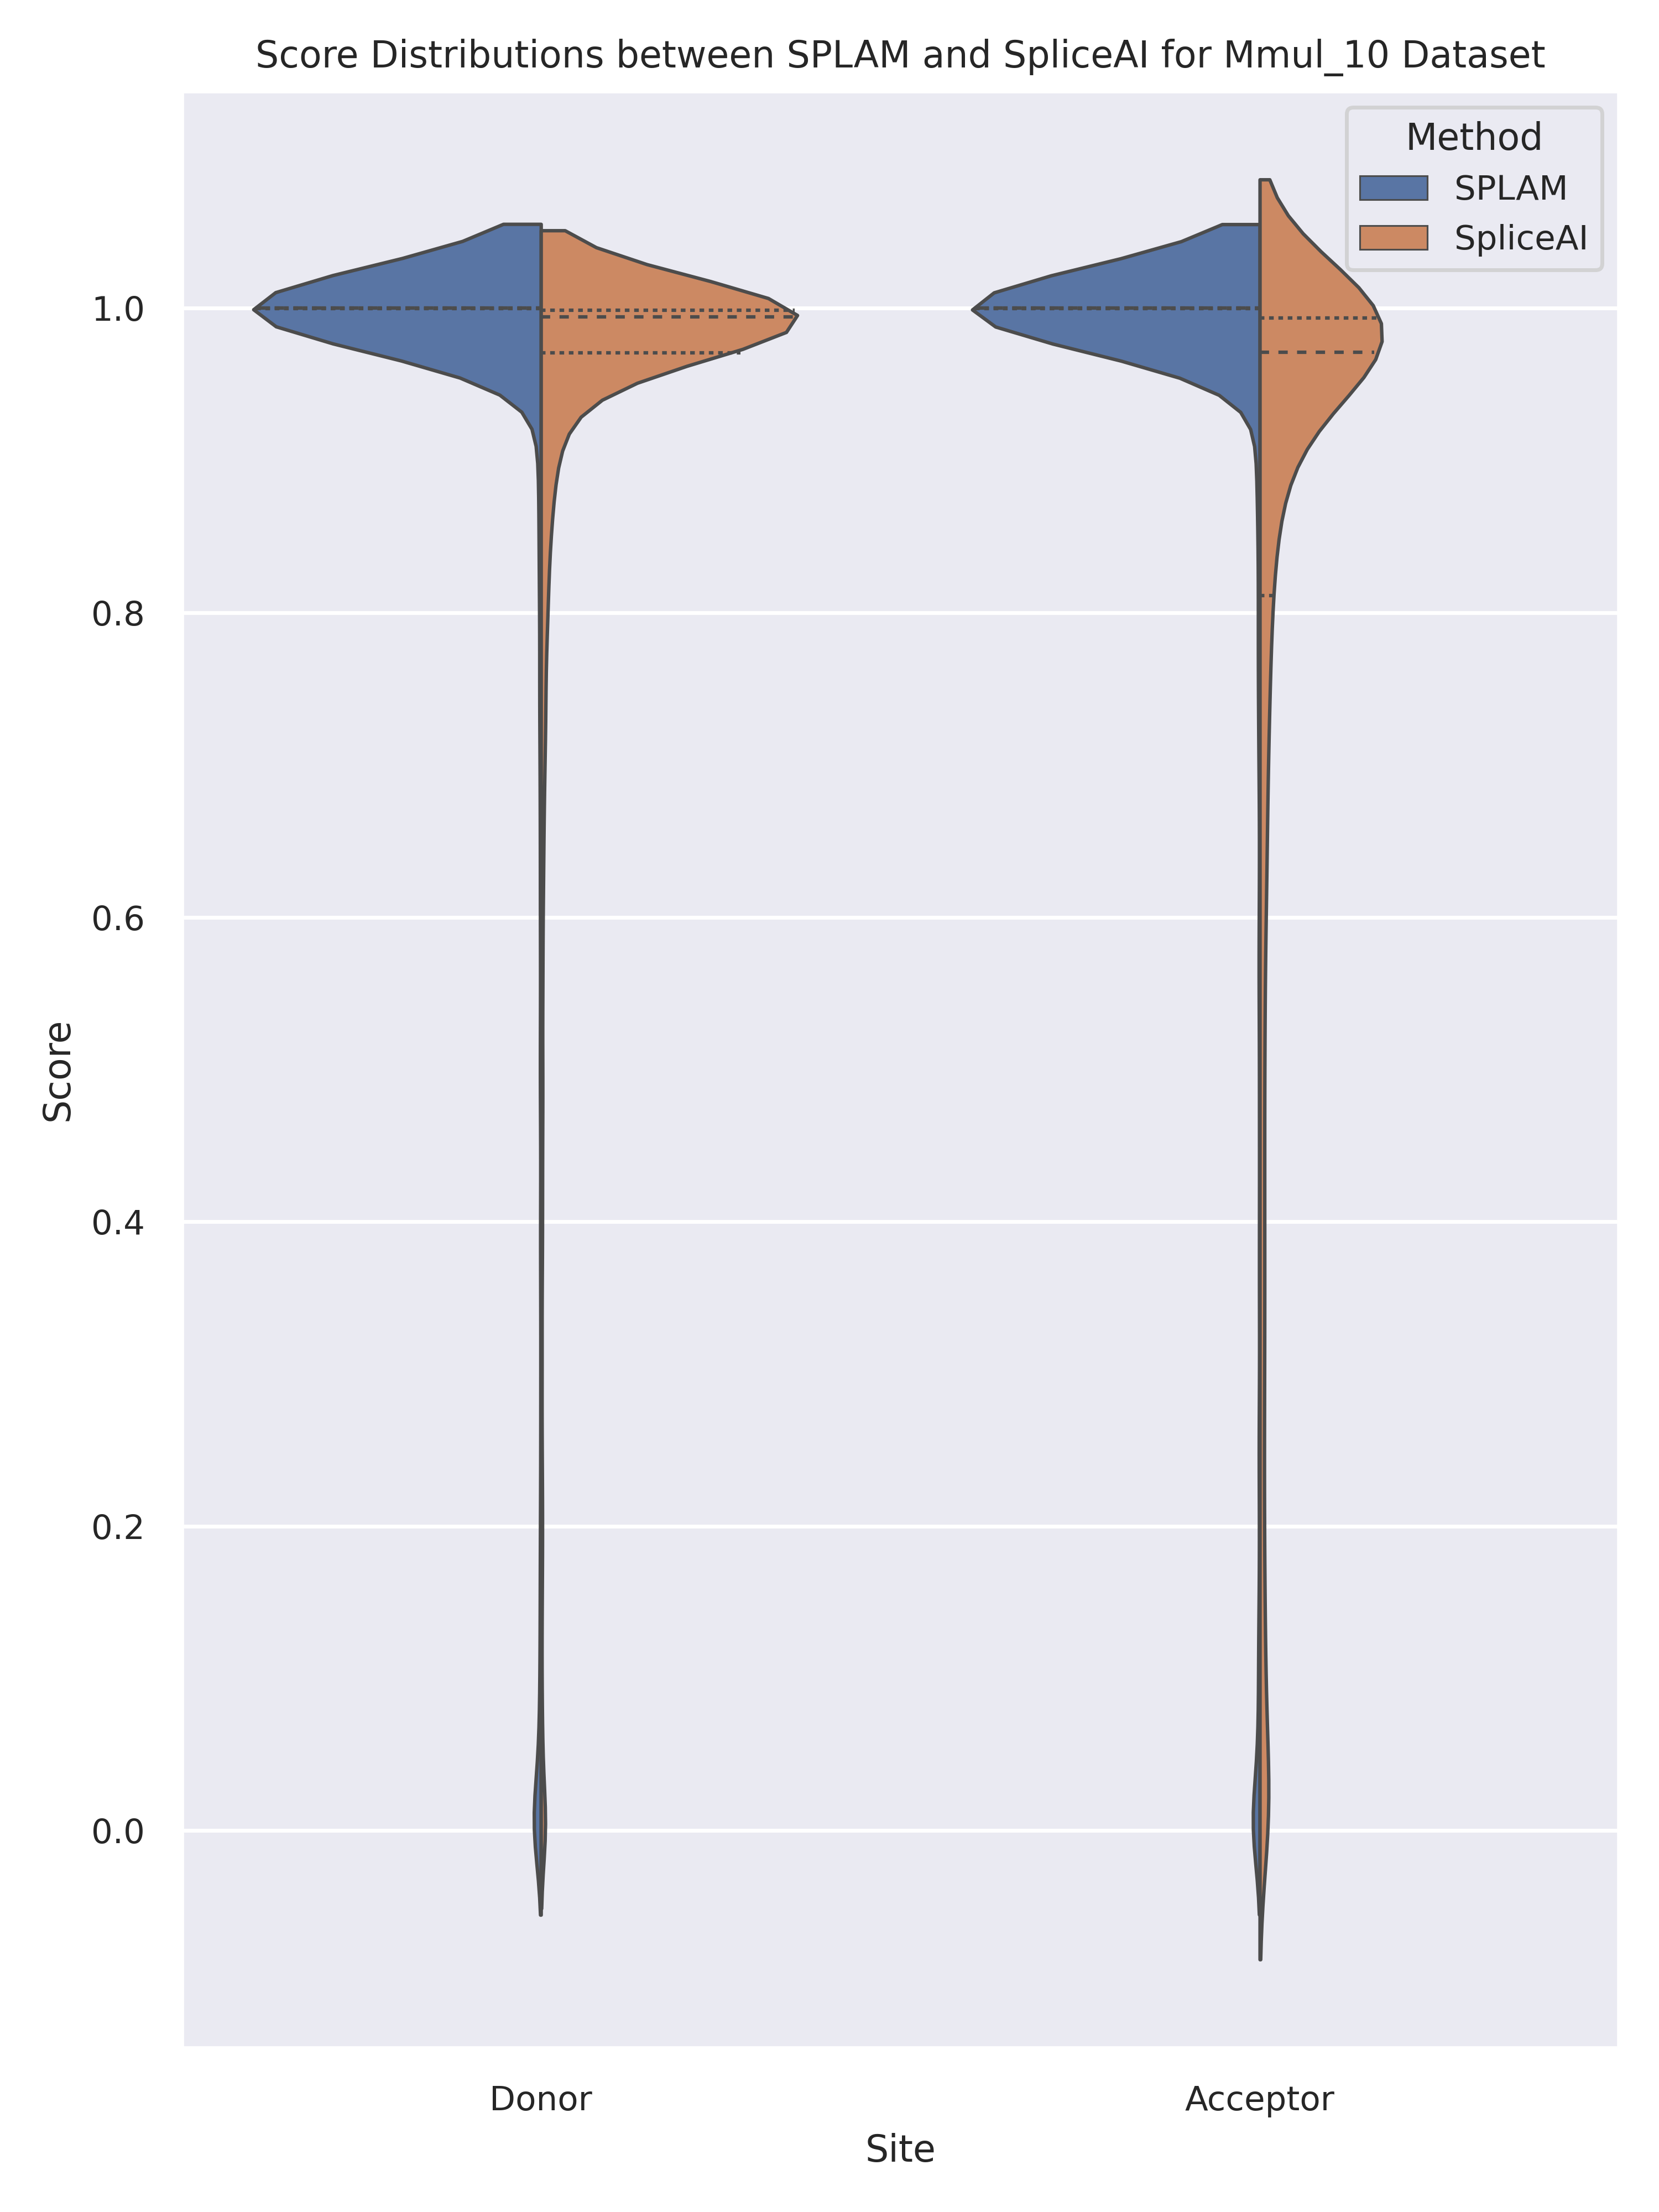 Score Distributions between SPLAM and SpliceAI for Mmul_10 Dataset
Method
SPLAM
SpliceAI
1.0
0.8
0.6
0.4
0.2
0.0
Score
Donor
Acceptor
Site